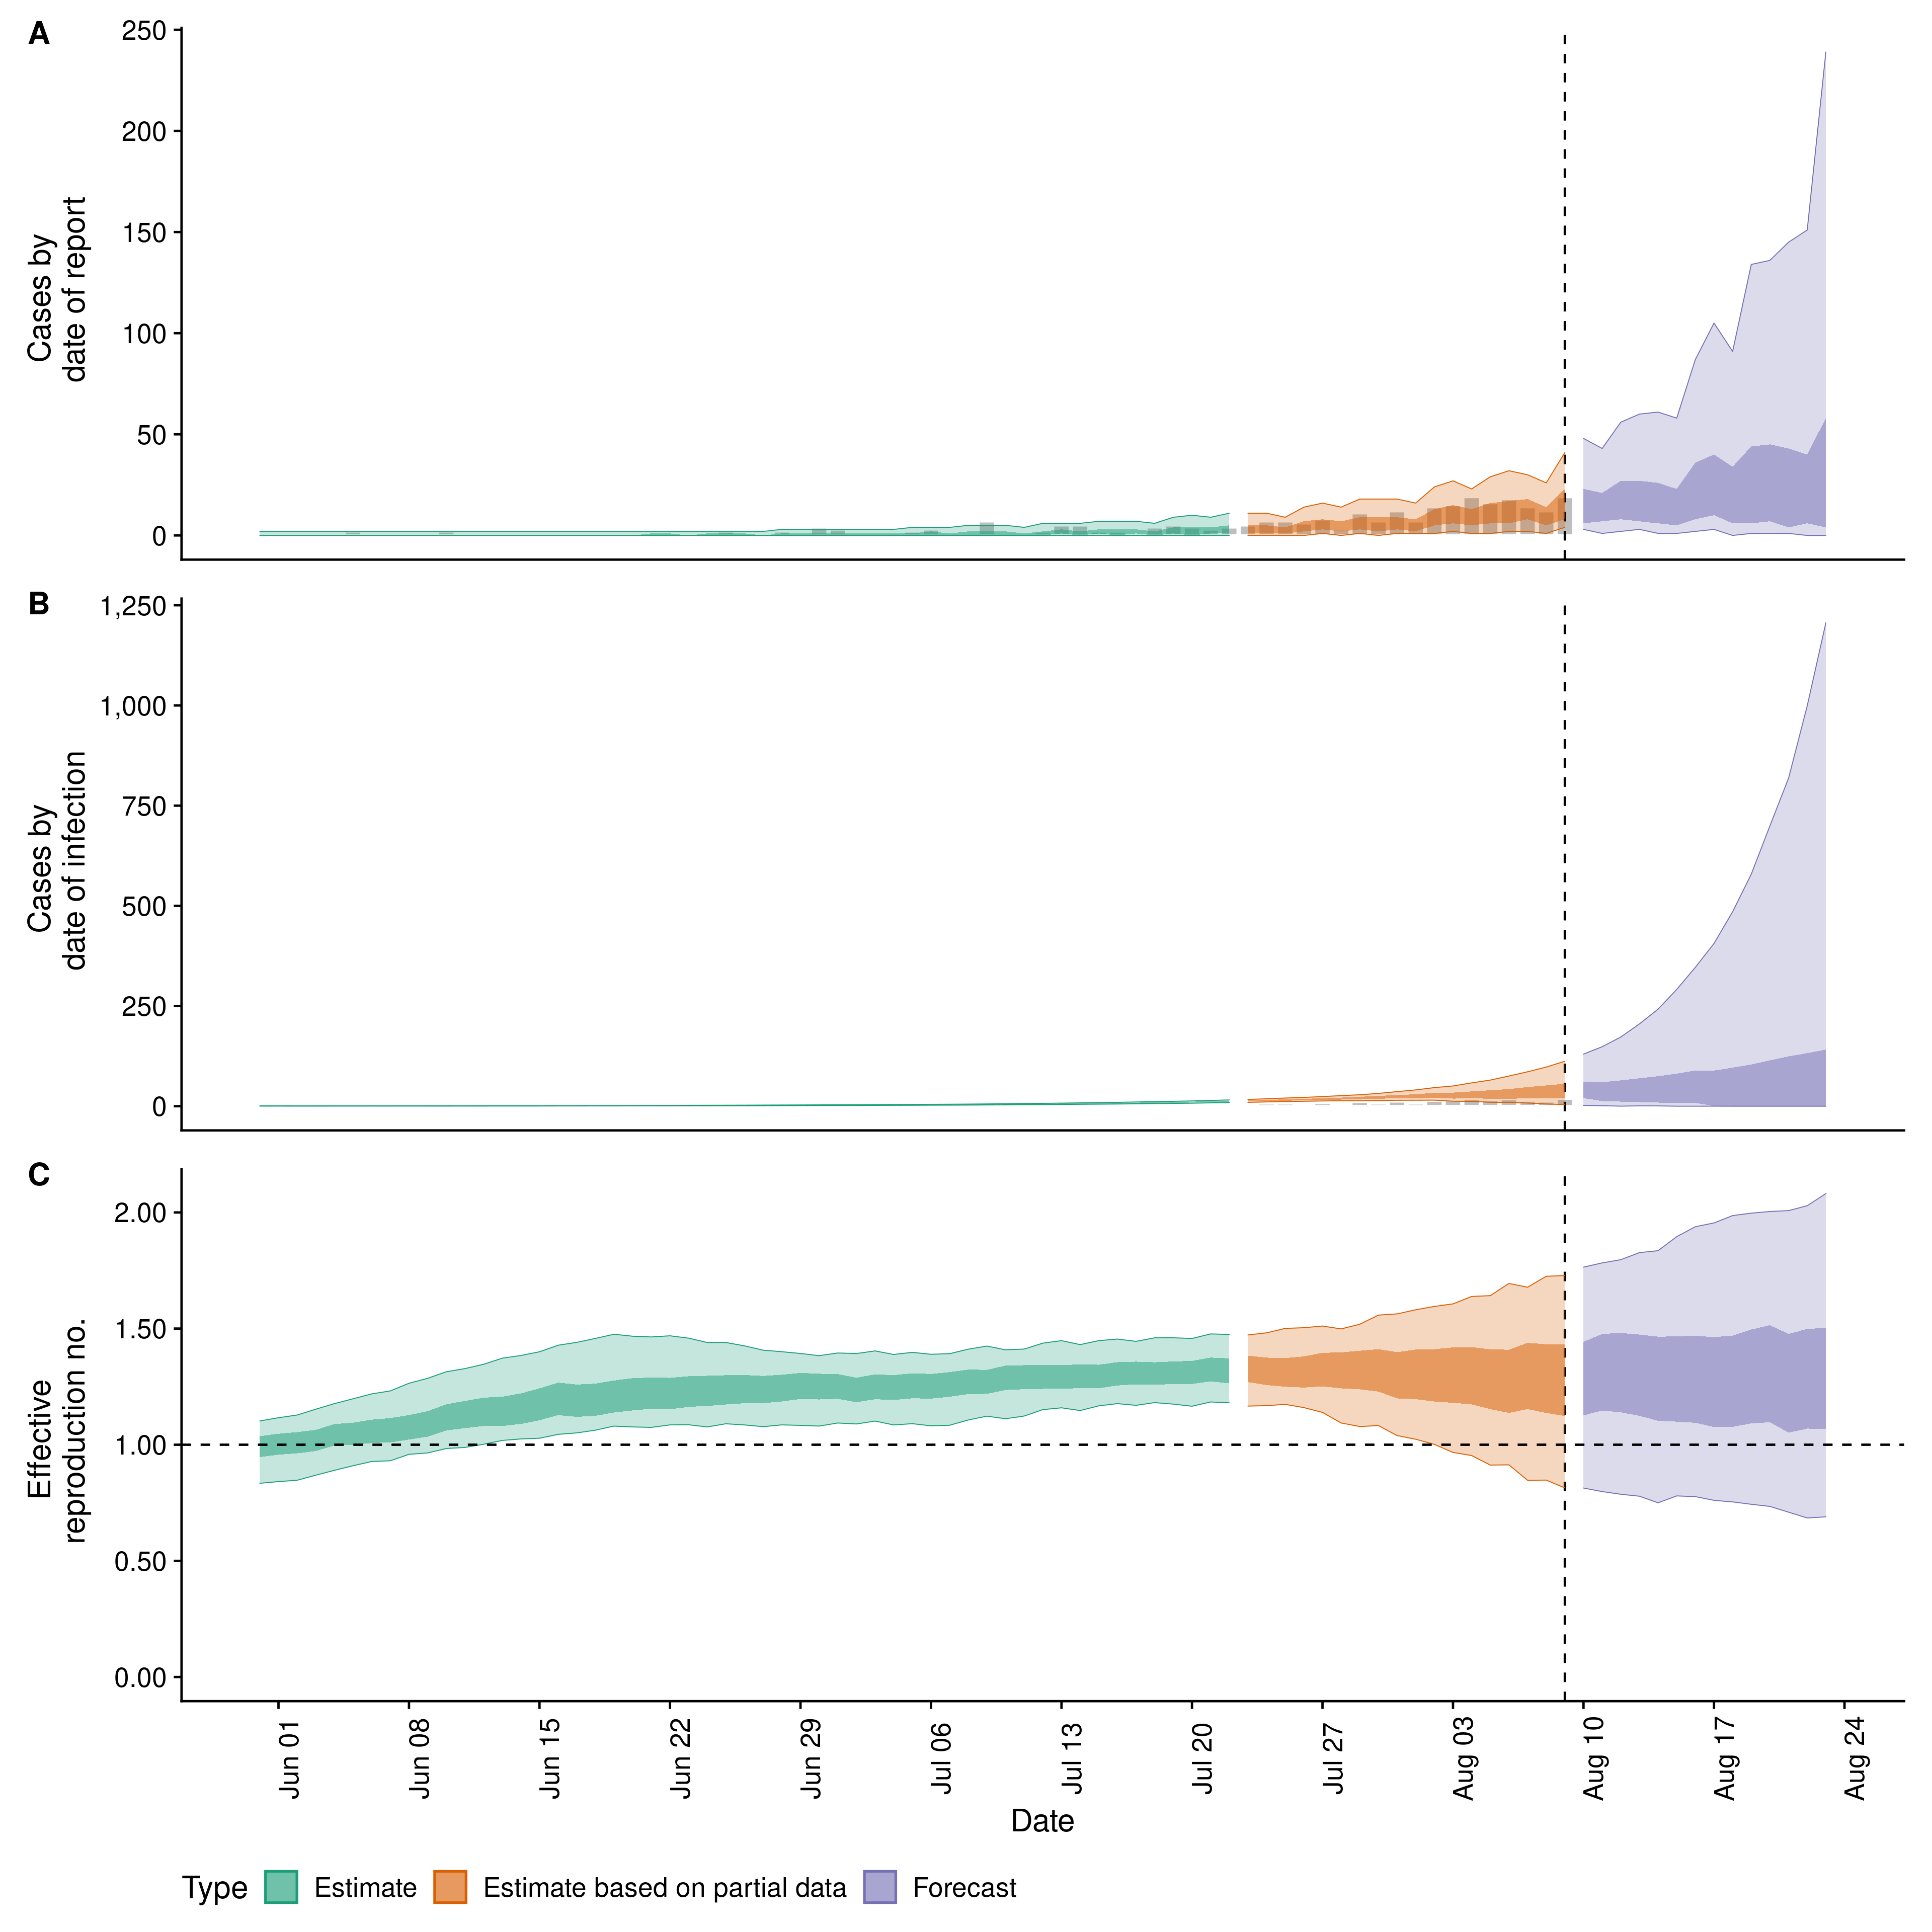 A
250
200
150
100
50
0
Cases by
date of report
B
1,250
1,000
750
500
250
0
Cases by
date of infection
C
2.00
1.50
1.00
0.50
0.00
Effective
reproduction no.
Jun 01
Jun 08
Jun 15
Jun 22
Jun 29
Jul 06
Jul 13
Jul 20
Jul 27
Aug 03
Aug 10
Aug 17
Aug 24
Date
Type
Estimate
Estimate based on partial data
Forecast